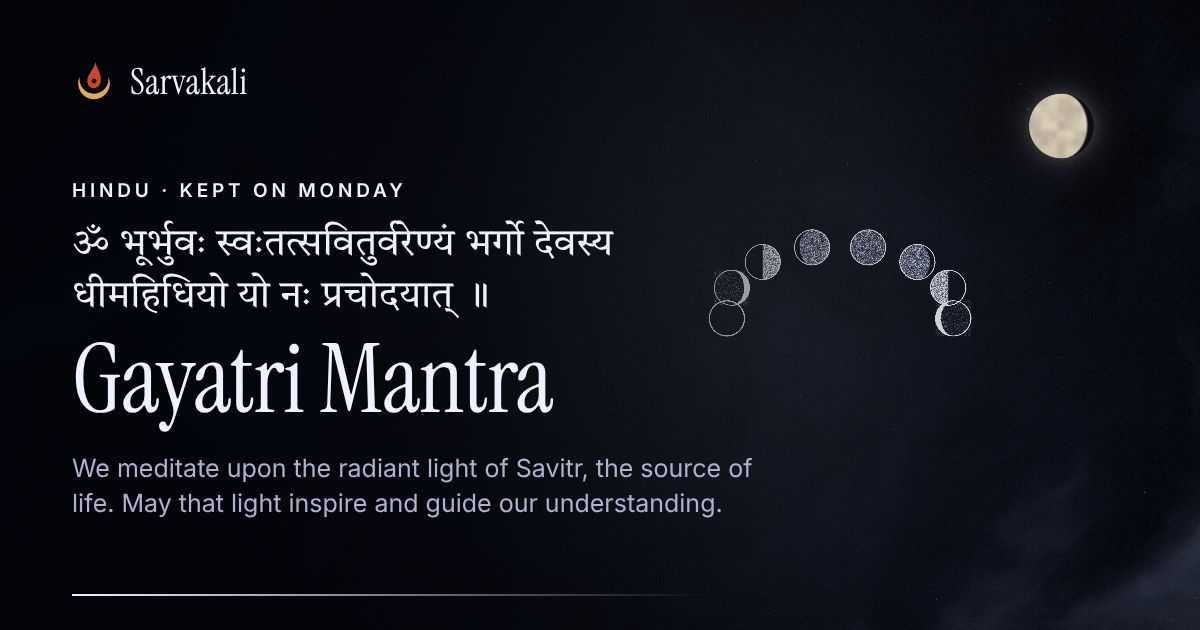 Sarvakali
HINDU · KEPT ON MONDAY
ॐ भूर्भुवः स्वःतत्सवितुर्वरेण्यं भर्गो देवस्य
धीमहिधियो यो नः प्रचोदयात् ॥
Gayatri Mantra
We meditate upon the radiant light of Savitr, the source of
life. May that light inspire and guide our understanding.